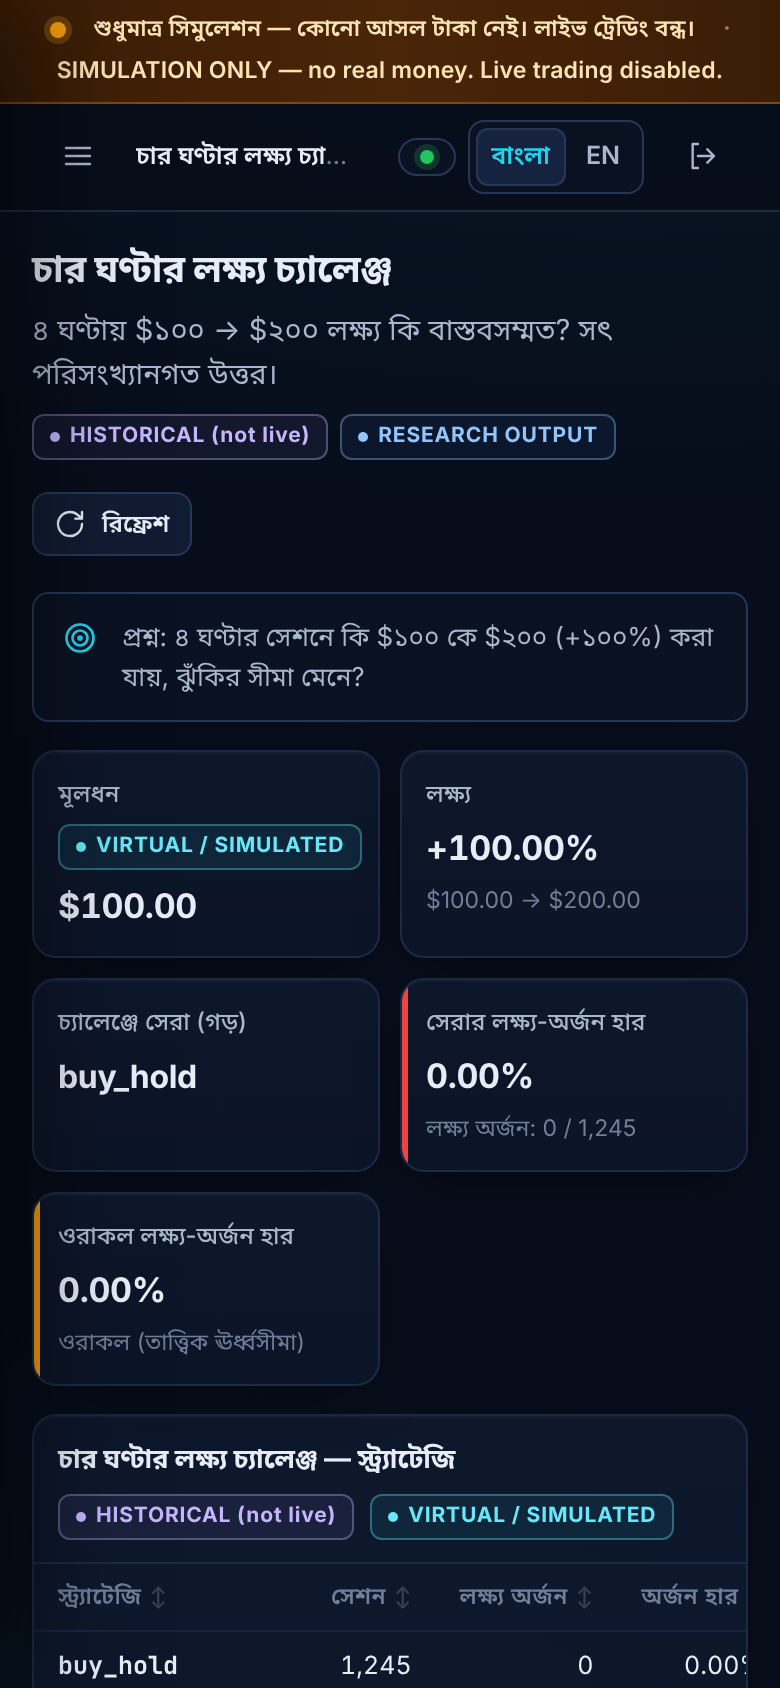 শুধুমাত্র সিমুলেশন — কোনো আসল টাকা নেই। লাইভ ট্রেডিং বন্ধ। ·
SIMULATION ONLY — no real money. Live trading disabled.
চার ঘণ্টার লক্ষ্য চ্যা...
বাংলা EN
চার ঘণ্টার লক্ষ্য চ্যালেঞ্জ
৪ ঘণ্টায় $১০০ → $২০০ লক্ষ্য কি বাস্তবসম্মত? সৎ
পরিসংখ্যানগত উত্তর।
HISTORICAL (not live) RESEARCH OUTPUT
রিফ্রেশ
প্রশ্ন: ৪ ঘণ্টার সেশনে কি $১০০ কে $২০০ (+১০০%) করা
যায়, ঝুঁকির সীমা মেনে?
মূলধন
VIRTUAL / SIMULATED
$100.00
লক্ষ্য
+100.00%
$100.00 → $200.00
চ্যালেঞ্জে সেরা (গড়)
buy_hold
সেরার লক্ষ্য-অর্জন হার
0.00%
লক্ষ্য অর্জন: 0 / 1,245
ওরাকল লক্ষ্য-অর্জন হার
0.00%
ওরাকল (তাত্ত্বিক ঊর্ধ্বসীমা)
চার ঘণ্টার লক্ষ্য চ্যালেঞ্জ — স্ট্র্যাটেজি
HISTORICAL (not live) VIRTUAL / SIMULATED
স্ট্র্যাটেজি সেশন লক্ষ্য অর্জন অর্জন হার
buy_hold 1,245 0 0.00%